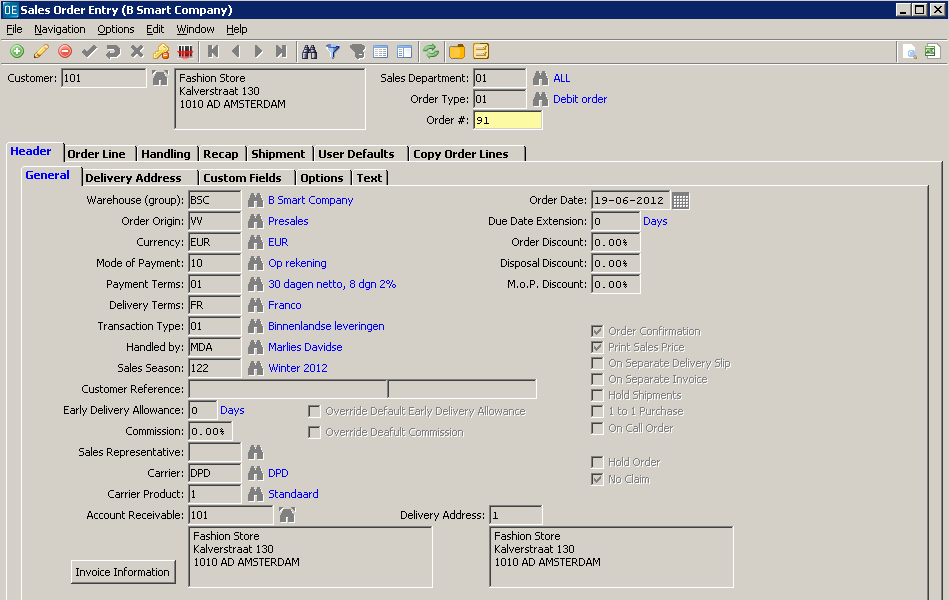 OE Sales Order Entry (B Smart Company)
File Navigation Options Edit Window Help
Customer: 101
Fashion Store
Kalverstraat 130
1010 AD AMSTERDAM
Sales Department: 01 ALL
Order Type: 01 Debit order
Order #: 91
Header Order Line Handling Recap Shipment User Defaults Copy Order Lines
General Delivery Address Custom Fields Options Text
Warehouse (group): BSC B Smart Company
Order Origin: VV Presales
Currency: EUR EUR
Mode of Payment: 10 Op rekening
Payment Terms: 01 30 dagen netto, 8 dgn 2%
Delivery Terms: FR Franco
Transaction Type: 01 Binnenlandse leveringen
Handled by: MDA Marlies Davidse
Sales Season: 122 Winter 2012
Customer Reference:
Early Delivery Allowance: 0 Days Override Default Early Delivery Allowance
Commission: 0.00% Override Deafult Commission
Sales Representative:
Carrier: DPD DPD
Carrier Product: 1 Standaard
Account Receivable: 101
Fashion Store
Kalverstraat 130
1010 AD AMSTERDAM
Invoice Information
Order Date: 19-06-2012
Due Date Extension: 0 Days
Order Discount: 0.00%
Disposal Discount: 0.00%
M.o.P. Discount: 0.00%
Order Confirmation
Print Sales Price
On Separate Delivery Slip
On Separate Invoice
Hold Shipments
1 to 1 Purchase
On Call Order
Hold Order
No Claim
Delivery Address: 1
Fashion Store
Kalverstraat 130
1010 AD AMSTERDAM